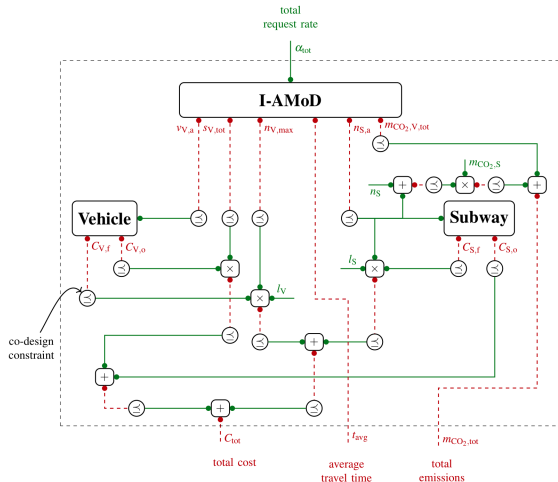 total
request rate
α_tot
I-AMoD
v_V,a s_V,tot n_V,max n_S,a m_CO₂,V,tot
⪯
m_CO₂,S
n_S + ⪯ × ⪯ +
Vehicle ⪯ ⪯ ⪯ ⪯ Subway
C_V,f C_V,o C_S,f C_S,o
⪯ × l_S ⪯ × ⪯ ⪯
⪯ × l_V
co-design
constraint
⪯ ⪯ + ⪯
+
⪯ + ⪯
C_tot t_avg m_CO₂,tot
total cost average total
travel time emissions